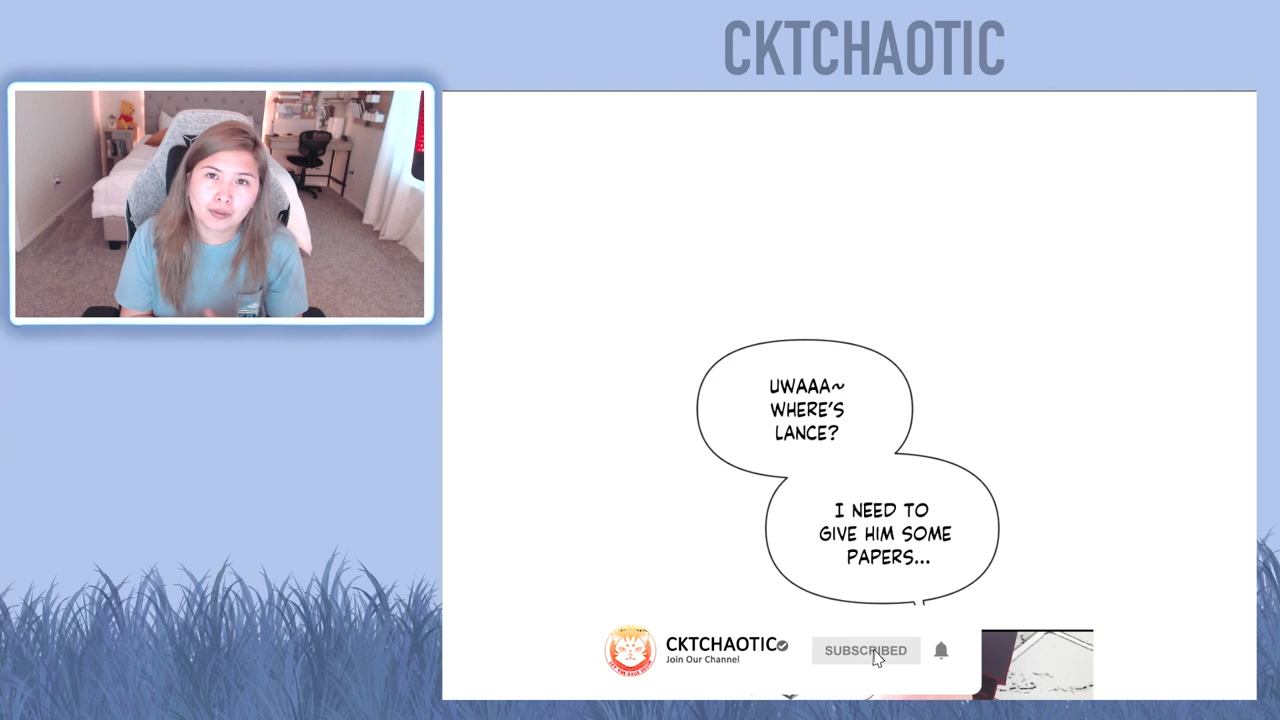 CKTCHAOTIC
UWAAA~
WHERE'S
LANCE?
I NEED TO
GIVE HIM SOME
PAPERS...
CKTCHAOTIC
Join Our Channel
SUBSCRIBED